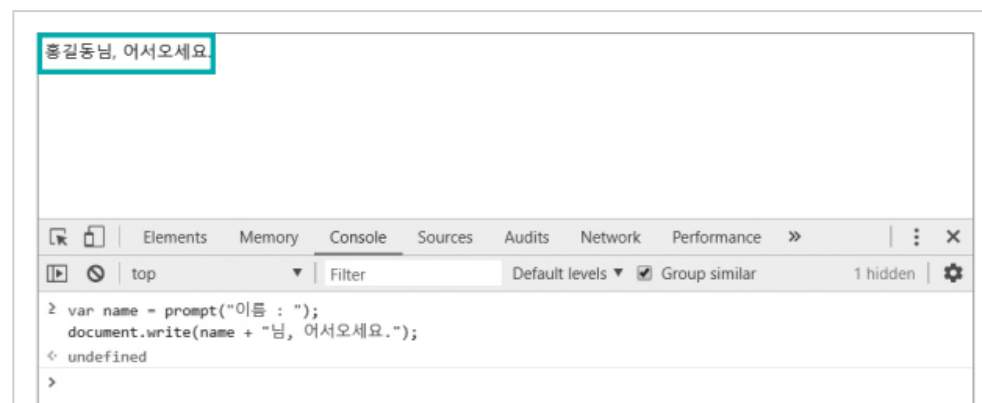 홍길동님, 어서오세요.
Elements Memory Console Sources Audits Network Performance »
top ▼ Filter Default levels ▼ Group similar 1 hidden
> var name = prompt("이름 : ");
document.write(name + "님, 어서오세요.");
<· undefined
>